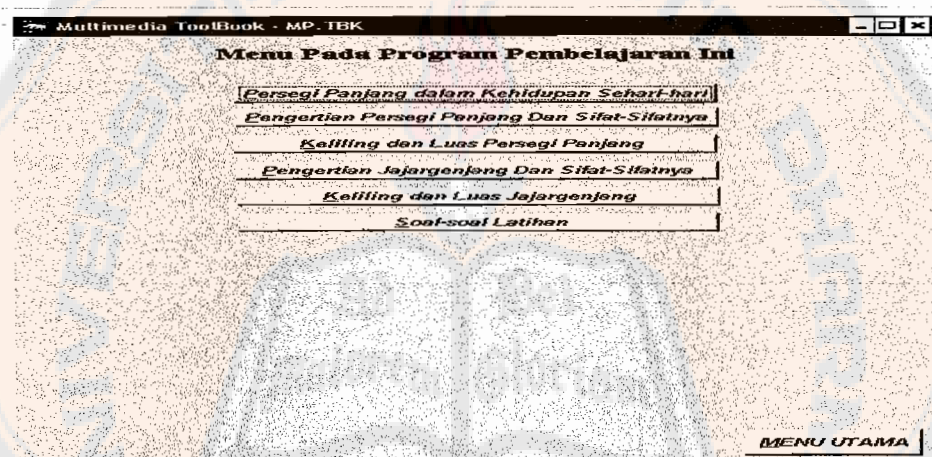 Multimedia ToolBook - MP.TBK
Menu Pada Program Pembelajaran Ini
Persegi Panjang dalam Kehidupan Sehari-hari
Pengertian Persegi Panjang Dan Sifat-Sifatnya
Keliling dan Luas Persegi Panjang
Pengertian Jajargenjang Dan Sifat-Sifatnya
Keliling dan Luas Jajargenjang
Soal-soal Latihan
MENU UTAMA